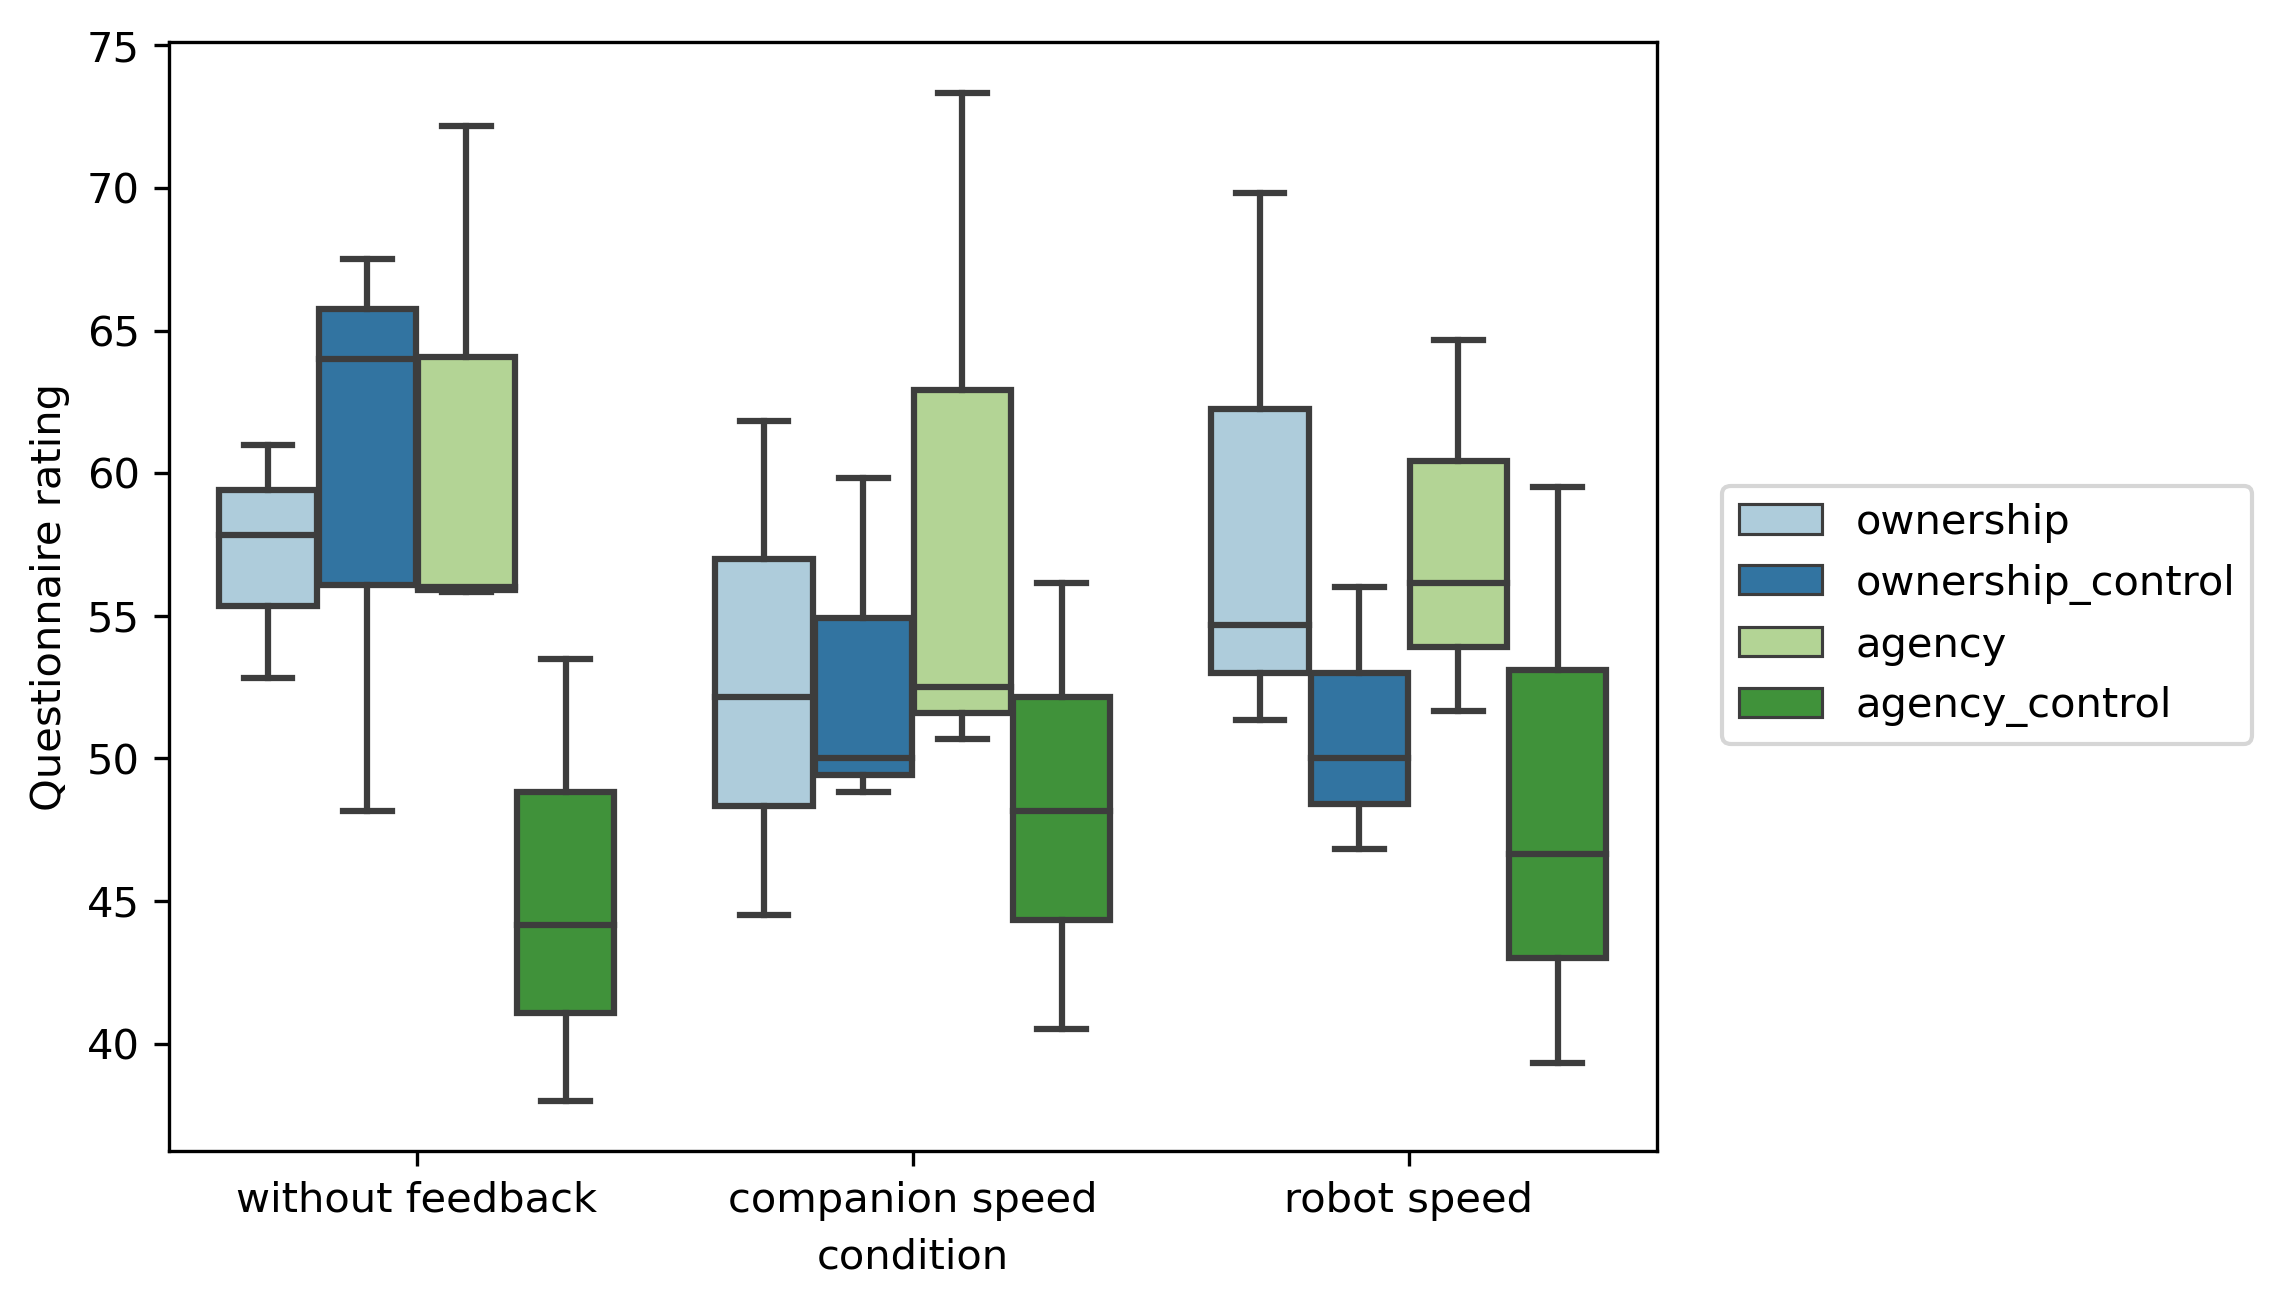 75
70
65
60
55
50
45
40
Questionnaire rating
without feedback
companion speed
robot speed
condition
ownership
ownership_control
agency
agency_control